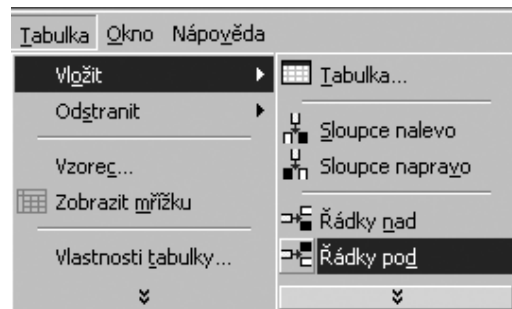 Tabulka Okno Nápověda
Vložit
Odstranit
Vzorec...
Zobrazit mřížku
Vlastnosti tabulky...
Tabulka...
Sloupce nalevo
Sloupce napravo
Řádky nad
Řádky pod